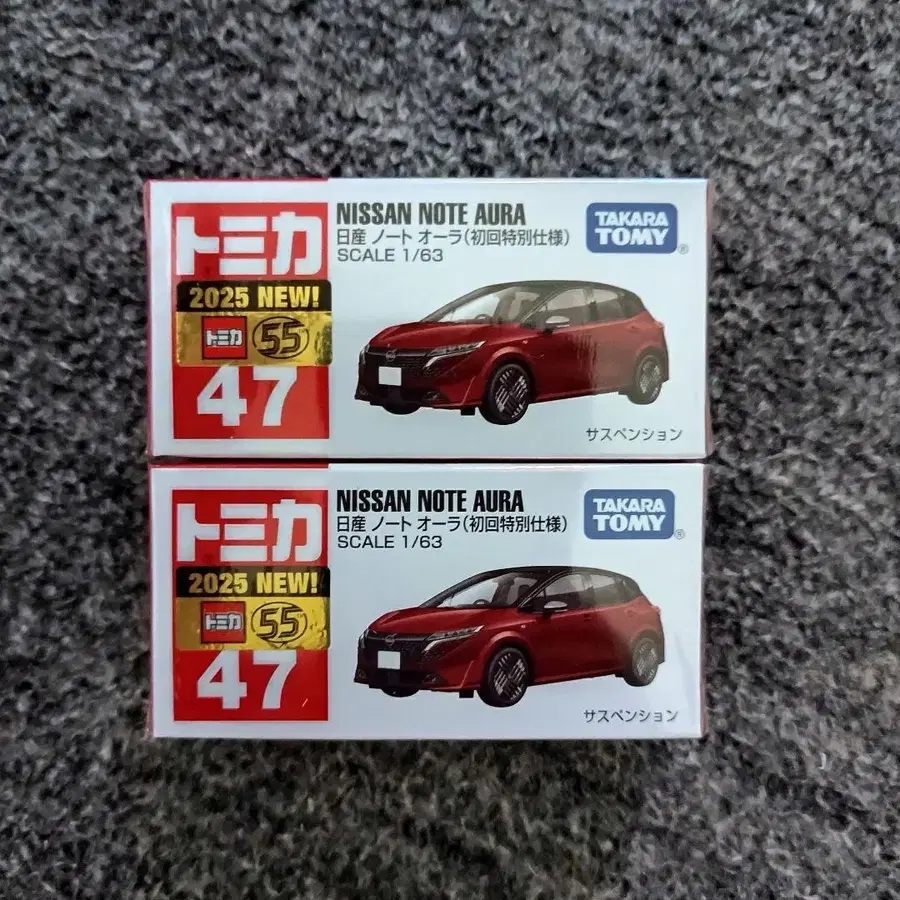 トミカ
2025 NEW!
トミカ 55
47
NISSAN NOTE AURA
日産 ノート オーラ(初回特別仕様)
SCALE 1/63
TAKARA
TOMY®
サスペンション
トミカ
2025 NEW!
トミカ 55
47
NISSAN NOTE AURA
日産 ノート オーラ(初回特別仕様)
SCALE 1/63
TAKARA
TOMY®
サスペンション